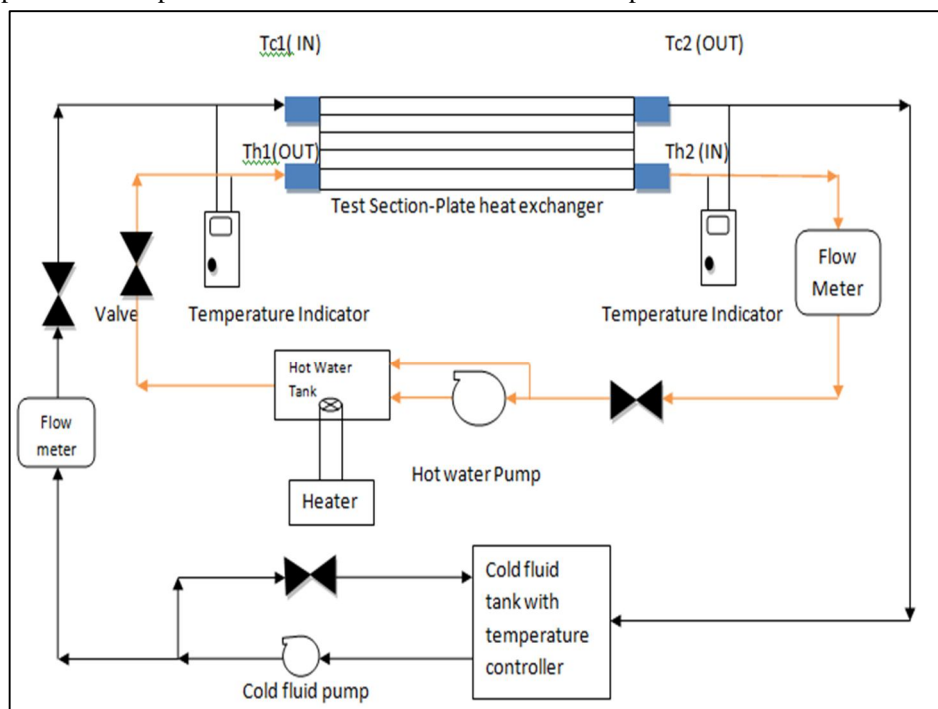 Tc1( IN)
Tc2 (OUT)
Th1(OUT)
Th2 (IN)
Test Section-Plate heat exchanger
Flow
Meter
Valve
Temperature Indicator
Temperature Indicator
Hot Water
Tank
Flow
meter
Hot water Pump
Heater
Cold fluid
tank with
temperature
controller
Cold fluid pump